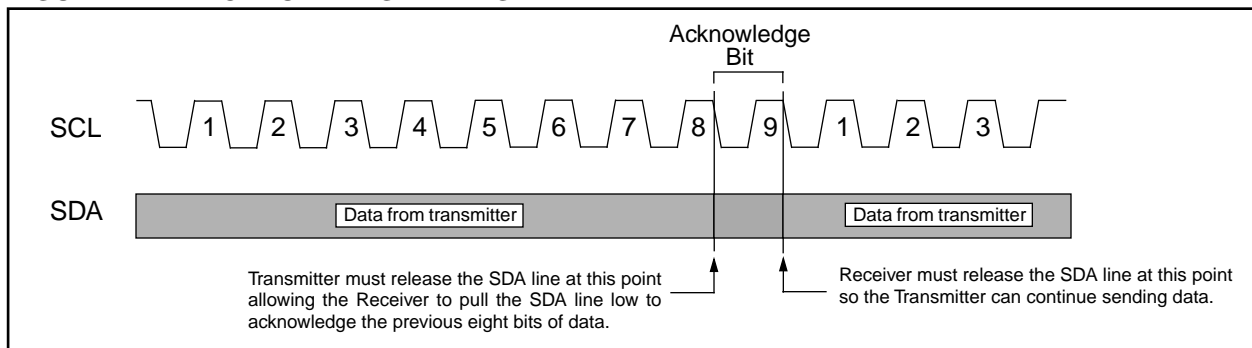 Acknowledge
Bit
SCL 1 2 3 4 5 6 7 8 9 1 2 3
SDA Data from transmitter Data from transmitter
Transmitter must release the SDA line at this point
allowing the Receiver to pull the SDA line low to
acknowledge the previous eight bits of data.
Receiver must release the SDA line at this point
so the Transmitter can continue sending data.